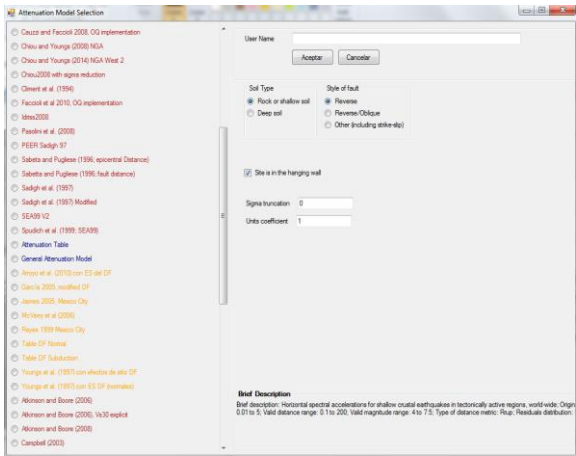 Attenuation Model Selection
Cauzzi and Faccioli 2008, OQ implementation
Chiou and Youngs (2008) NGA
Chiou and Youngs (2014) NGA West 2
Chiou2008 with sigma reduction
Climent et al. (1994)
Faccioli et al 2010, OQ implementation
Idriss2008
Pasolini et al. (2008)
PEER Sadigh 97
Sabetta and Pugliese (1996; epicentral Distance)
Sabetta and Pugliese (1996; fault distance)
Sadigh et al. (1997)
Sadigh et al. (1997) Modified
SEA99 V2
Spudich et al. (1999; SEA99)
Attenuation Table
General Attenuation Model
Arroyo et al. (2010) con ES del DF
García 2005, modified DF
Jaimes 2005, Mexico City
McVerry et al (2006)
Reyes 1999 Mexico City
Table DF Normal
Table DF Subduction
Youngs et al. (1997) con efectos de sitio DF
Youngs et al. (1997) con ES DF (normales)
Atkinson and Boore (2006)
Atkinson and Boore (2006), Vs30 explicit
Atkinson and Boore (2008)
Campbell (2003)
User Name
Aceptar Cancelar
Soil Type
Rock or shallow soil
Deep soil
Style of fault
Reverse
Reverse/Oblique
Other (including strike-slip)
Site is in the hanging wall
Sigma truncation 0
Units coefficient 1
Brief Description
Brief description: Horizontal spectral accelerations for shallow crustal earthquakes in tectonically active regions, world-wide; Origin
0.01 to 5; Valid distance range: 0.1 to 200; Valid magnitude range: 4 to 7.5; Type of distance metric: Rrup; Residuals distribution: